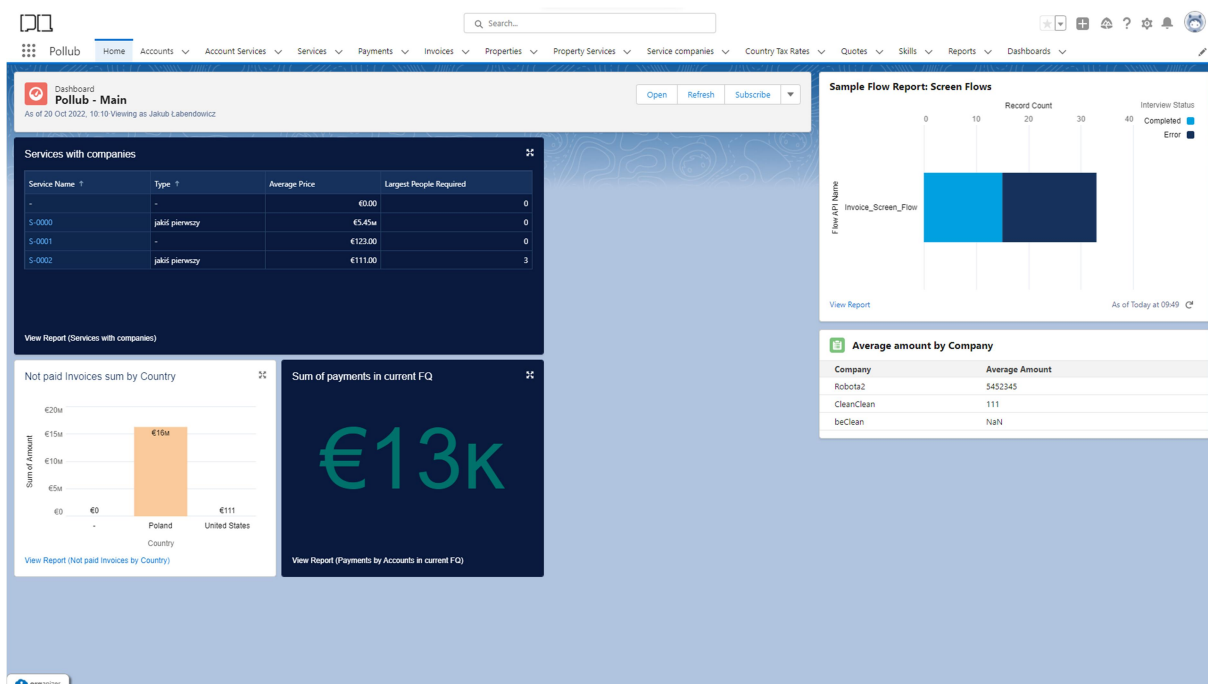 Search...
Pollub Home Accounts Account Services Services Payments Invoices Properties Property Services Service companies Country Tax Rates Quotes Skills Reports Dashboards
Dashboard
Pollub - Main
As of 20 Oct 2022, 10:10·Viewing as Jakub Łabendowicz
Open Refresh Subscribe
Services with companies
Service Name ↑ Type ↑ Average Price Largest People Required
- - €0.00 0
S-0000 jakiś pierwszy €5.45M 0
S-0001 - €123.00 0
S-0002 jakiś pierwszy €111.00 3
View Report (Services with companies)
Not paid Invoices sum by Country
Sum of Amount
€20M
€15M
€10M
€5M
€0
€0 €16M €111
- Poland United States
Country
View Report (Not paid Invoices by Country)
Sum of payments in current FQ
€13K
View Report (Payments by Accounts in current FQ)
Sample Flow Report: Screen Flows
Record Count
0 10 20 30 40
Interview Status
Completed
Error
Flow API Name
Invoice_Screen_Flow
View Report
As of Today at 09:49
Average amount by Company
Company Average Amount
Robota2 5452345
CleanClean 111
beClean NaN